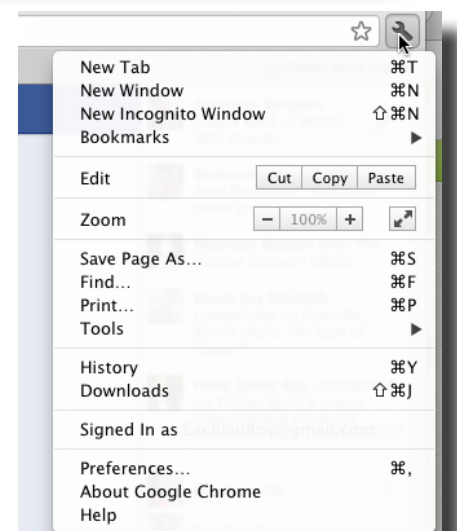 New Tab ⌘T
New Window ⌘N
New Incognito Window ⇧⌘N
Bookmarks ▶
Edit Cut Copy Paste
Zoom − 100% +
Save Page As... ⌘S
Find... ⌘F
Print... ⌘P
Tools ▶
History ⌘Y
Downloads ⇧⌘J
Signed In as LachlanRoy@gmail.com...
Preferences... ⌘,
About Google Chrome
Help